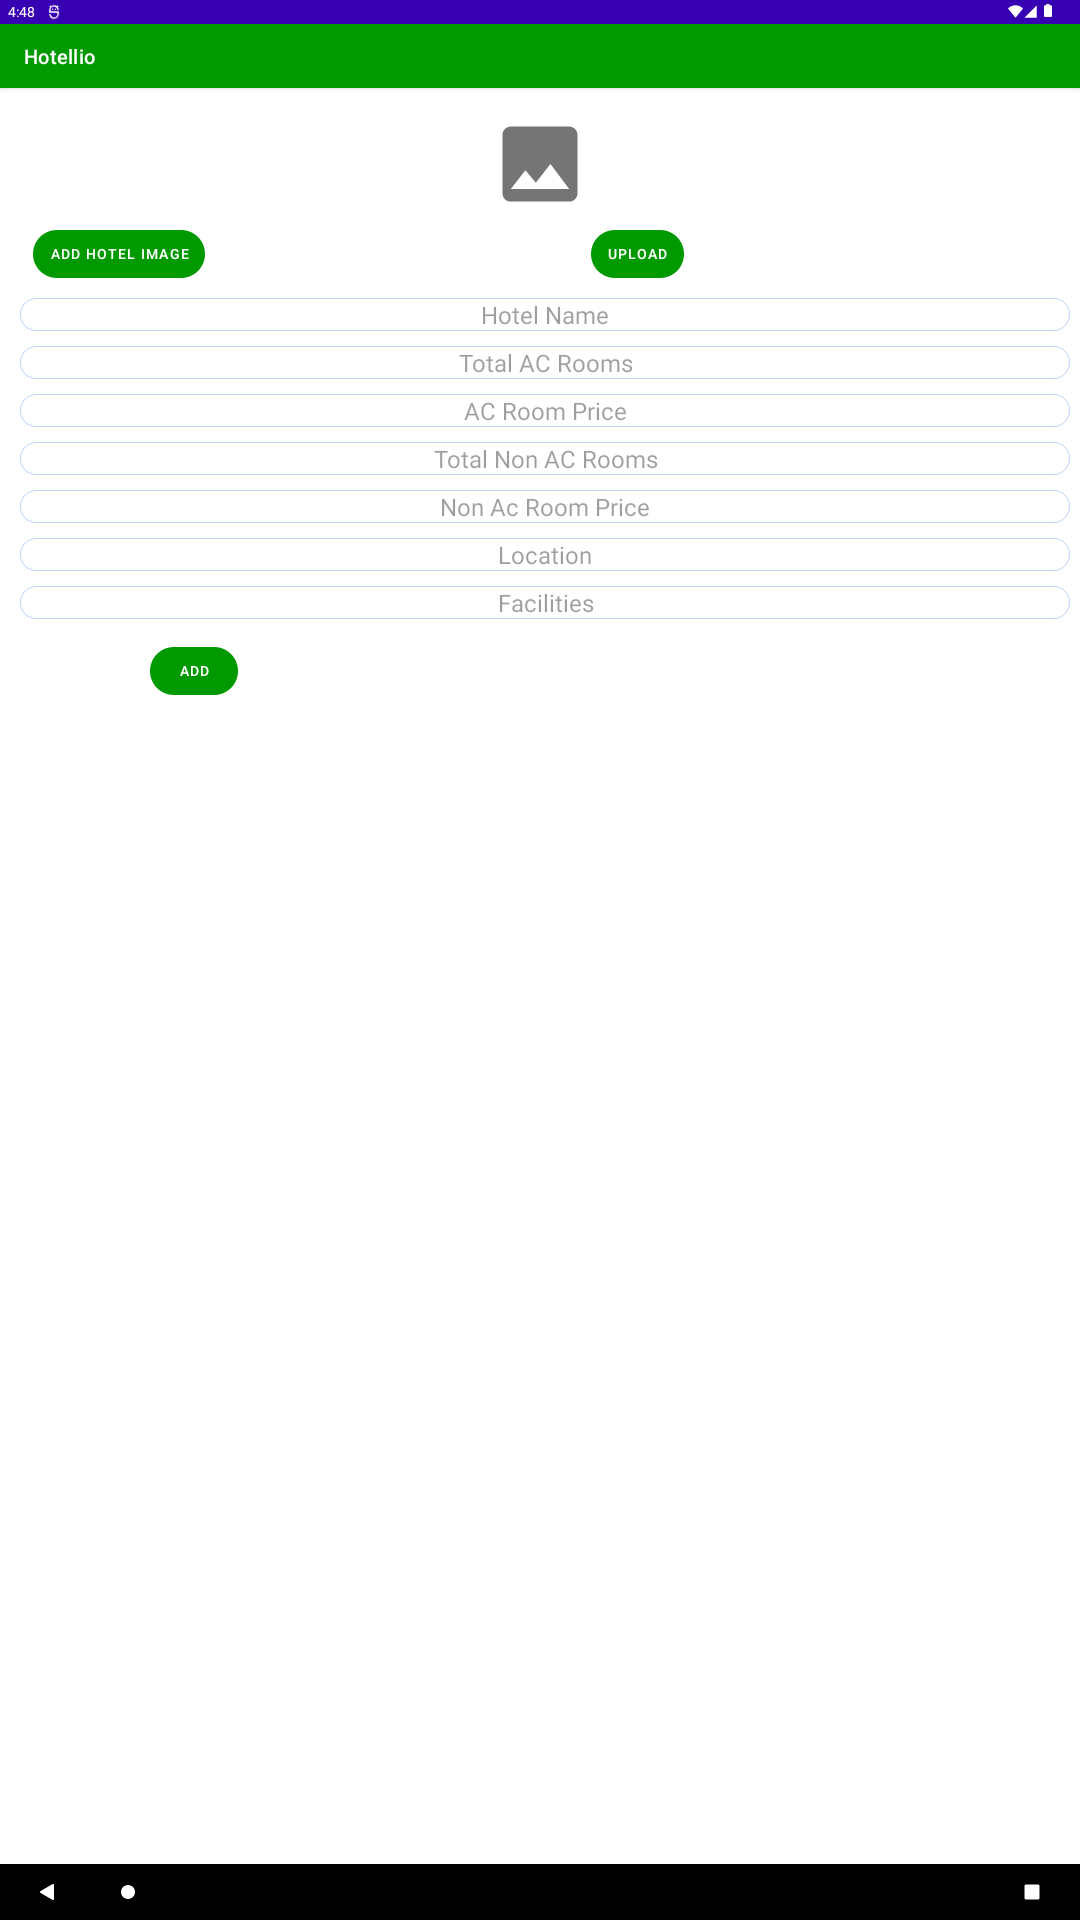 4:48
Hotellio
ADD HOTEL IMAGE
UPLOAD
Hotel Name
Total AC Rooms
AC Room Price
Total Non AC Rooms
Non Ac Room Price
Location
Facilities
ADD